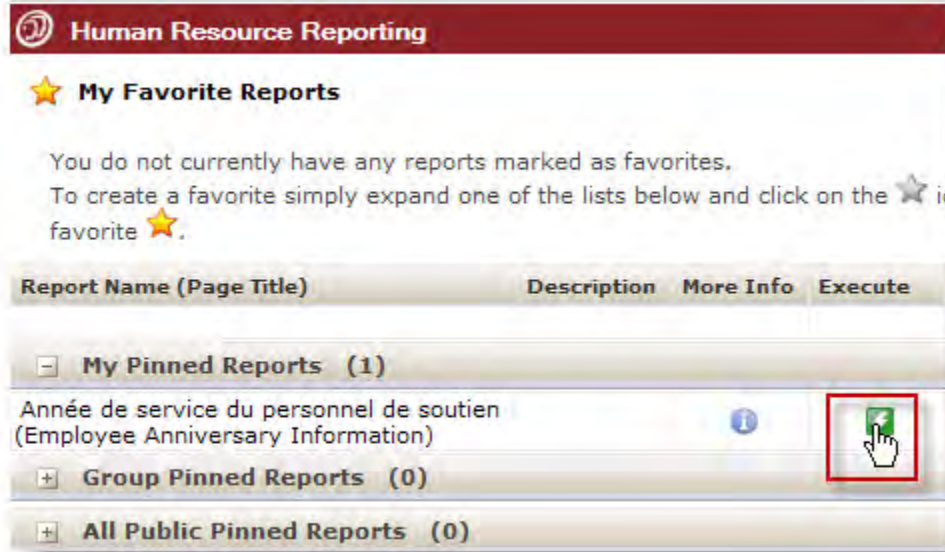 Human Resource Reporting
My Favorite Reports
You do not currently have any reports marked as favorites.
To create a favorite simply expand one of the lists below and click on the
favorite .
Report Name (Page Title) Description More Info Execute
My Pinned Reports (1)
Année de service du personnel de soutien
(Employee Anniversary Information)
Group Pinned Reports (0)
All Public Pinned Reports (0)